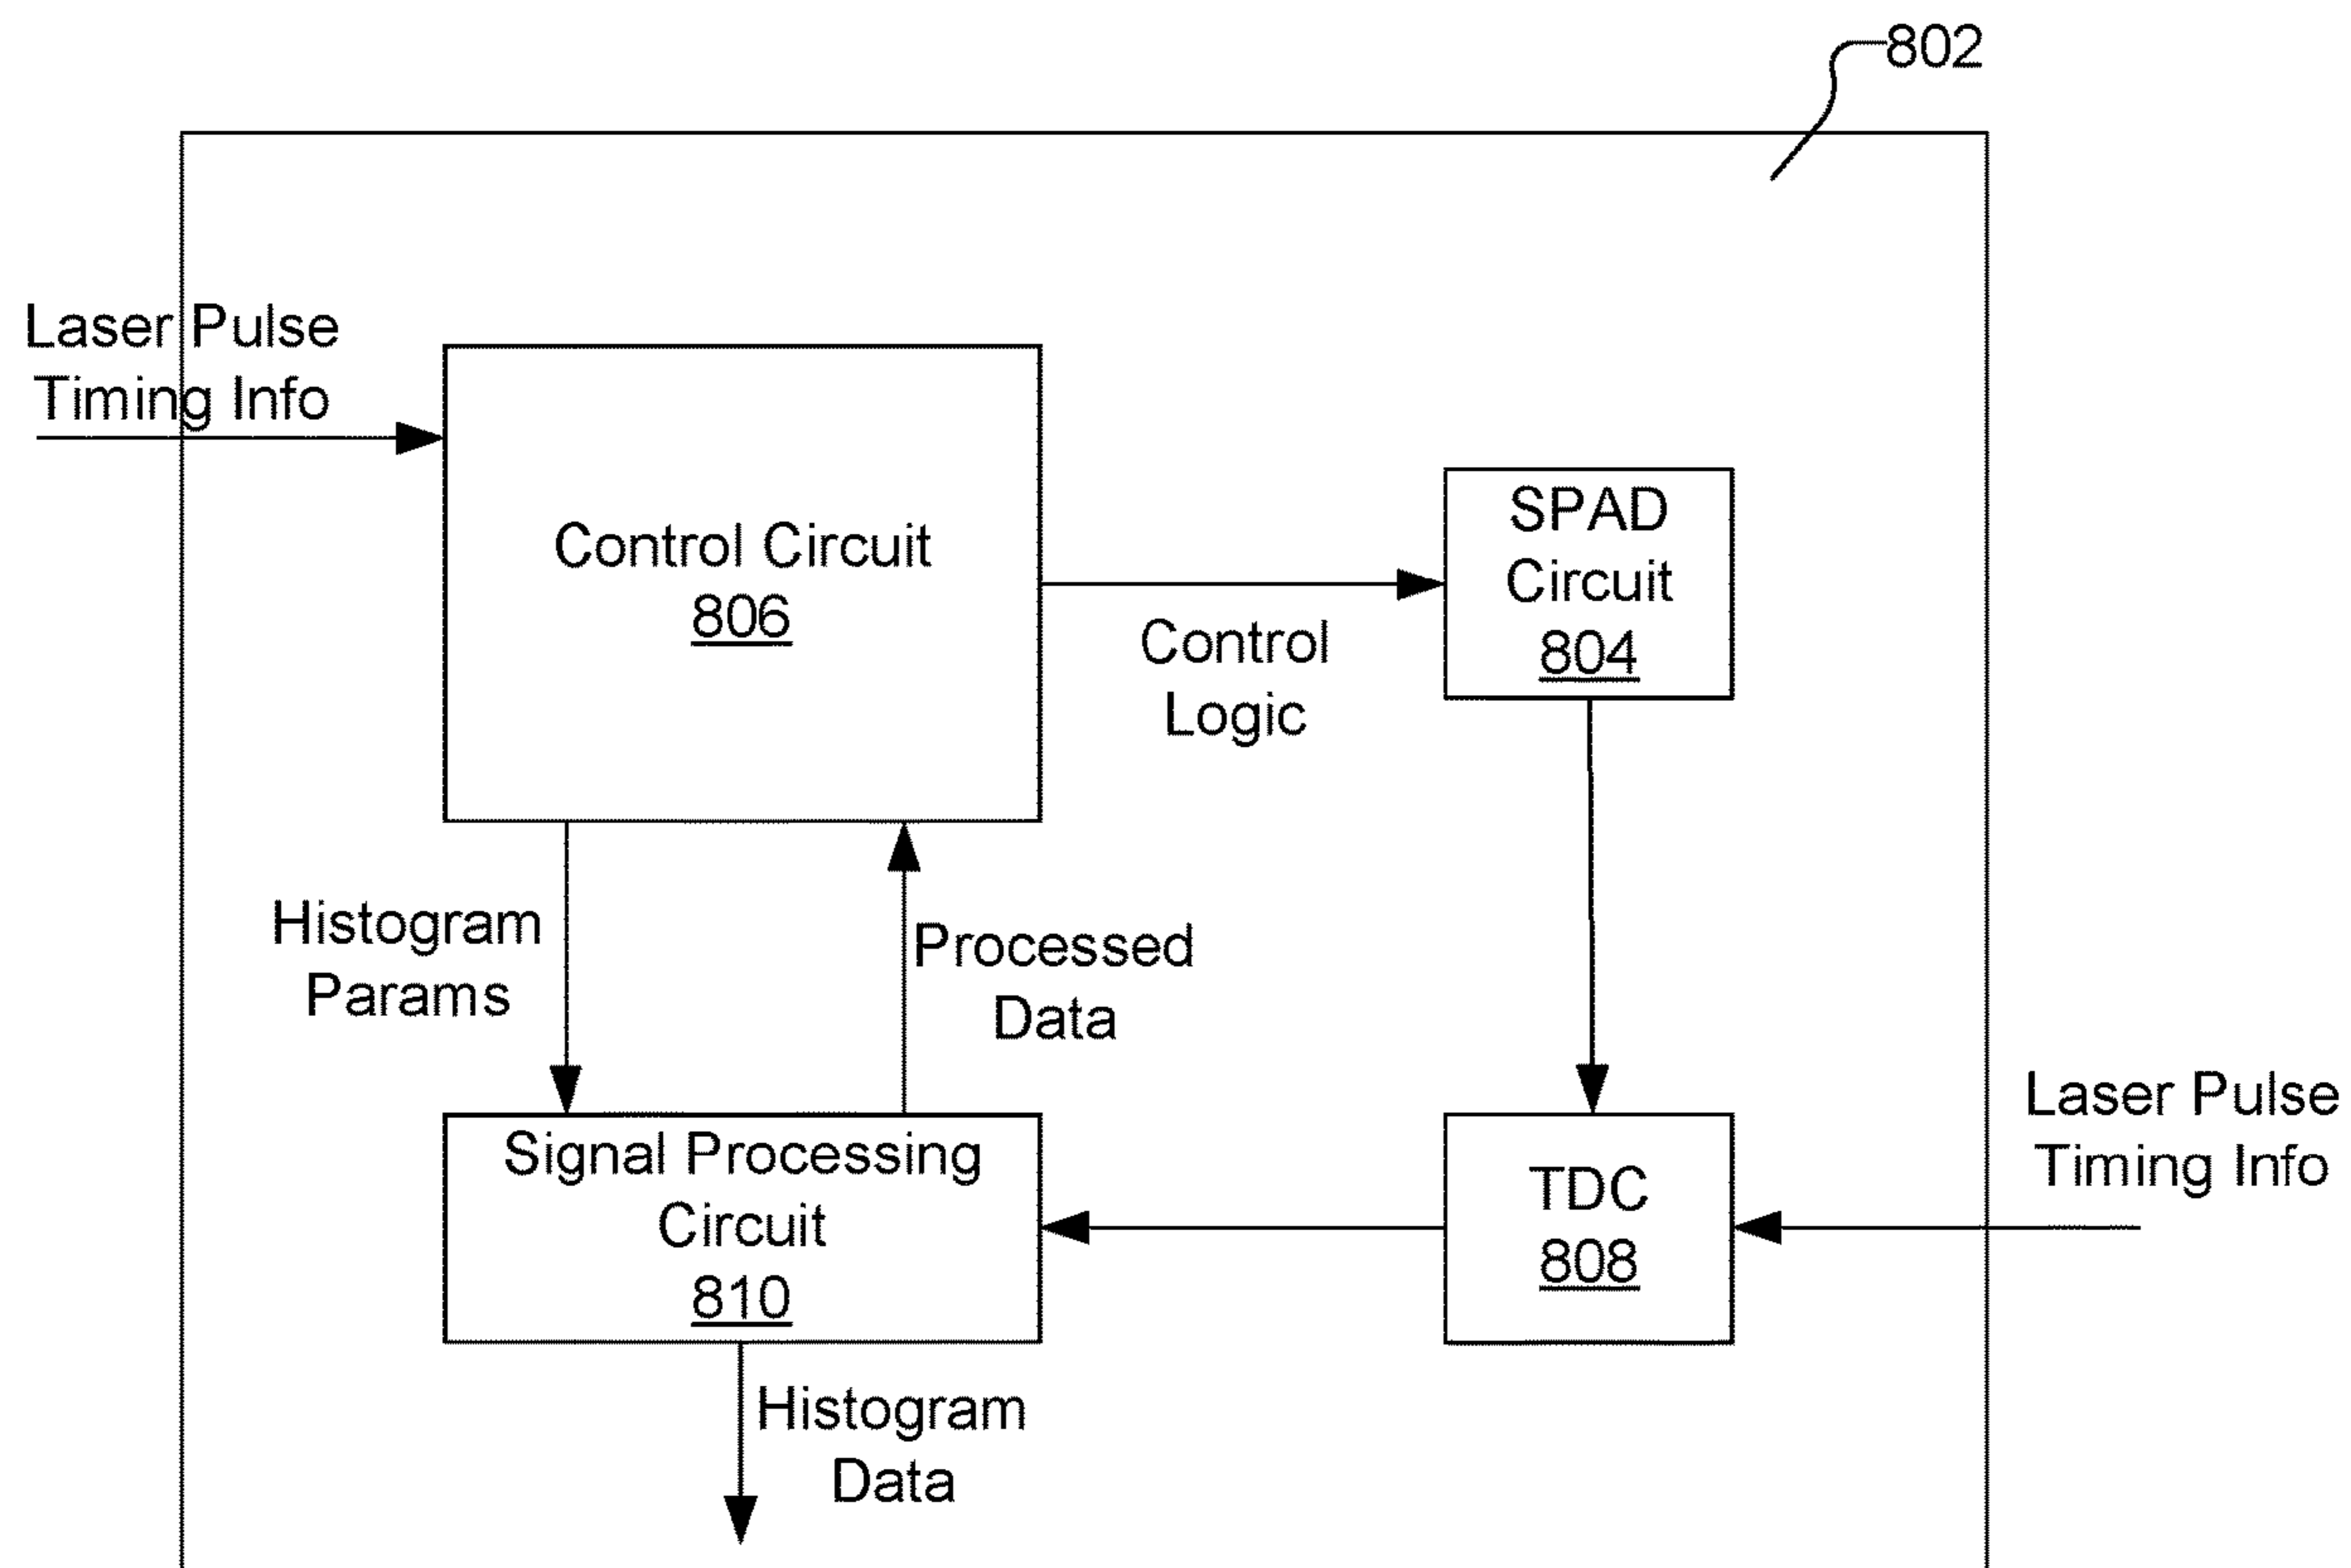 802
Laser Pulse
Timing Info
Control Circuit
806
SPAD
Circuit
804
Control
Logic
Histogram
Params
Processed
Data
Signal Processing
Circuit
810
TDC
808
Laser Pulse
Timing Info
Histogram
Data